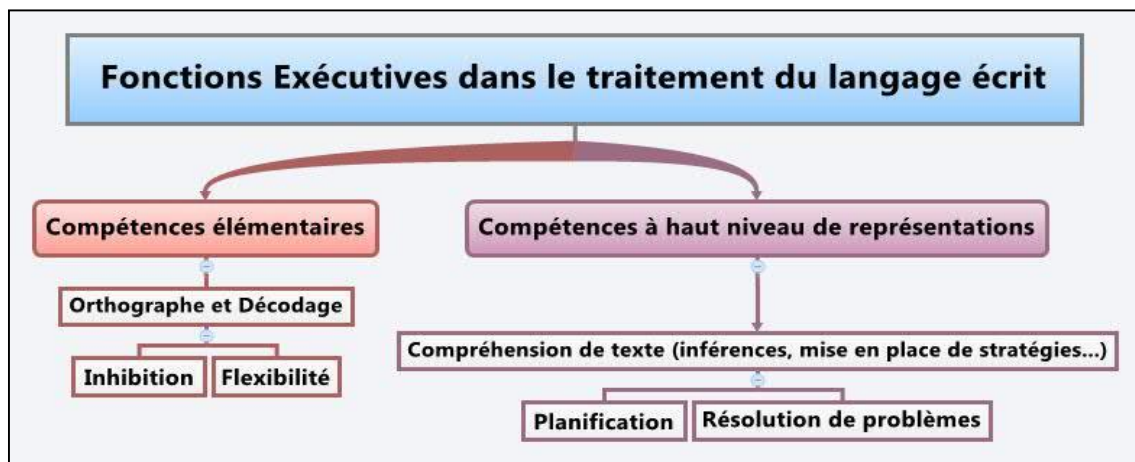 Fonctions Exécutives dans le traitement du langage écrit
Compétences élémentaires
Compétences à haut niveau de représentations
Orthographe et Décodage
Compréhension de texte (inférences, mise en place de stratégies...)
Inhibition
Flexibilité
Planification
Résolution de problèmes